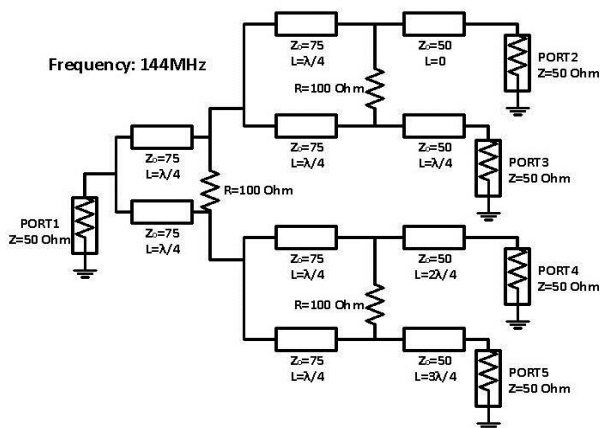 Z₀=75
L=λ/4
Z₀=50
L=0
PORT2
Z=50 Ohm
Frequency: 144MHz
R=100 Ohm
Z₀=75
L=λ/4
Z₀=75
L=λ/4
Z₀=50
L=λ/4
PORT3
Z=50 Ohm
R=100 Ohm
PORT1
Z=50 Ohm
Z₀=75
L=λ/4
Z₀=75
L=λ/4
Z₀=50
L=2λ/4
PORT4
Z=50 Ohm
R=100 Ohm
Z₀=75
L=λ/4
Z₀=50
L=3λ/4
PORT5
Z=50 Ohm